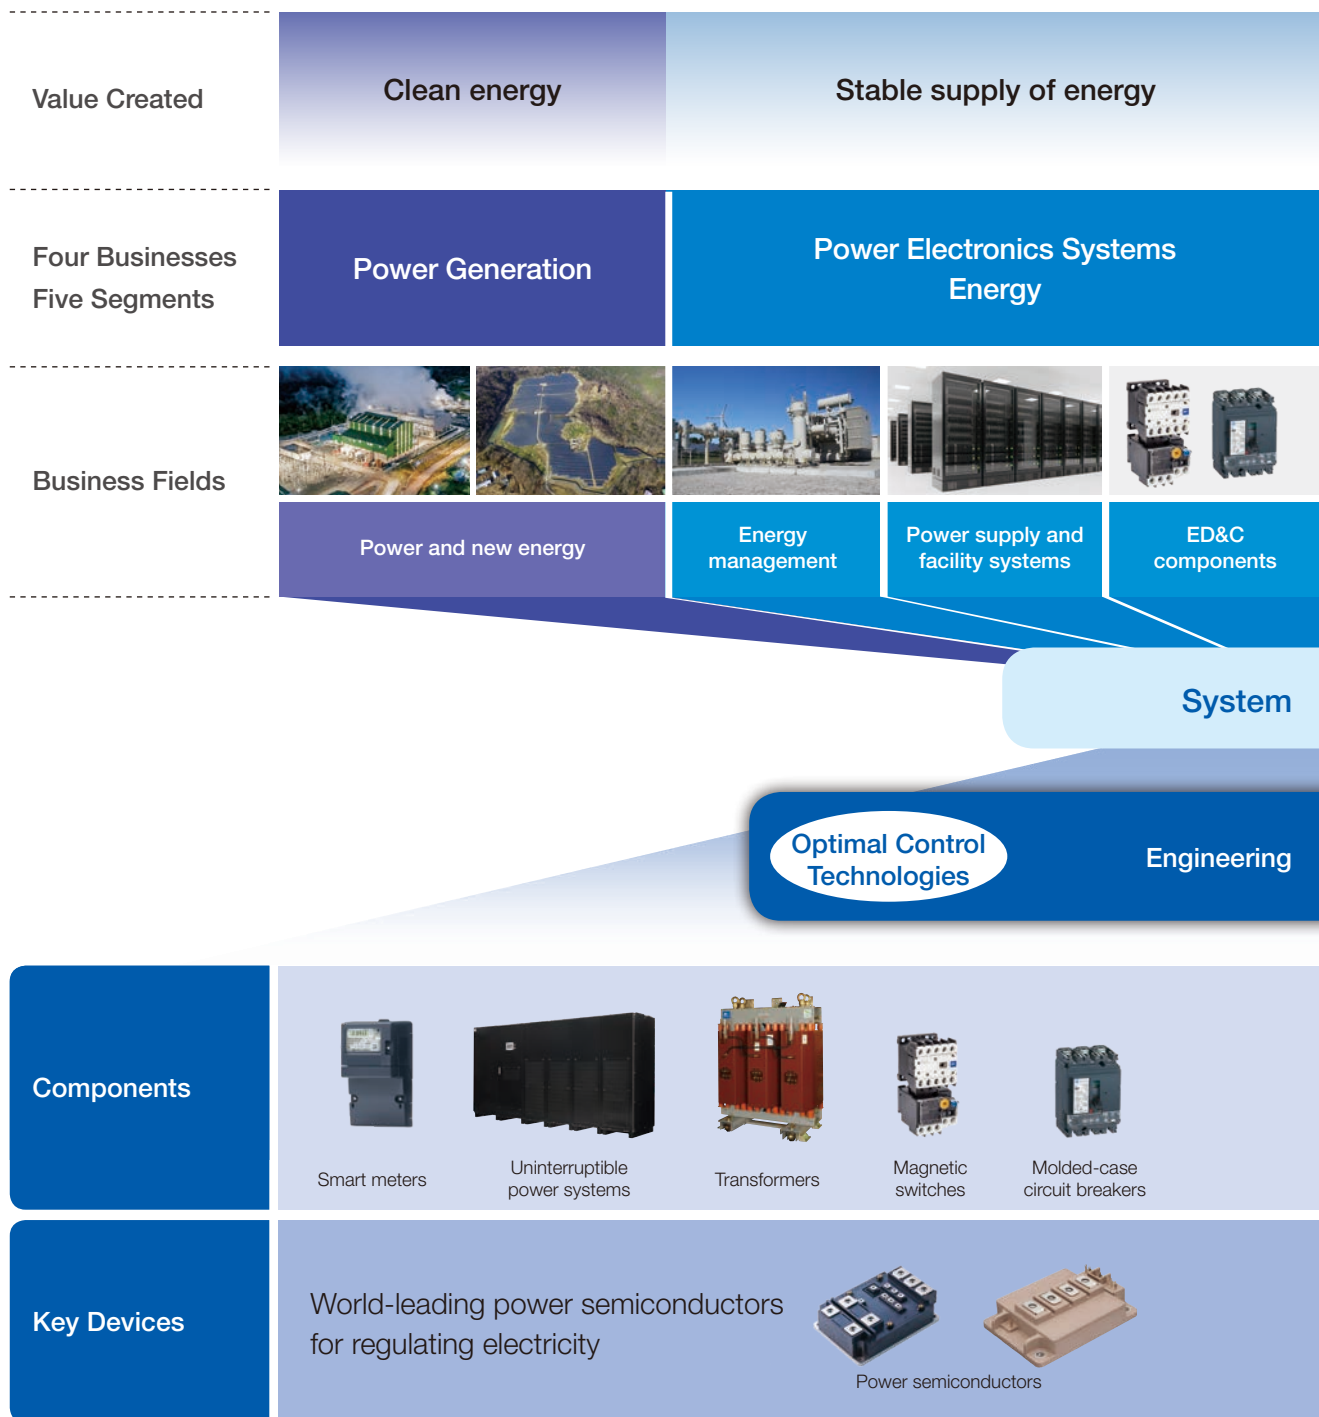 Value Created
Clean energy
Stable supply of energy
Four Businesses
Five Segments
Power Generation
Power Electronics Systems
Energy
Business Fields
Power and new energy
Energy
management
Power supply and
facility systems
ED&C
components
System
Optimal Control
Technologies
Engineering
Components
Smart meters
Uninterruptible
power systems
Transformers
Magnetic
switches
Molded-case
circuit breakers
Key Devices
World-leading power semiconductors
for regulating electricity
Power semiconductors